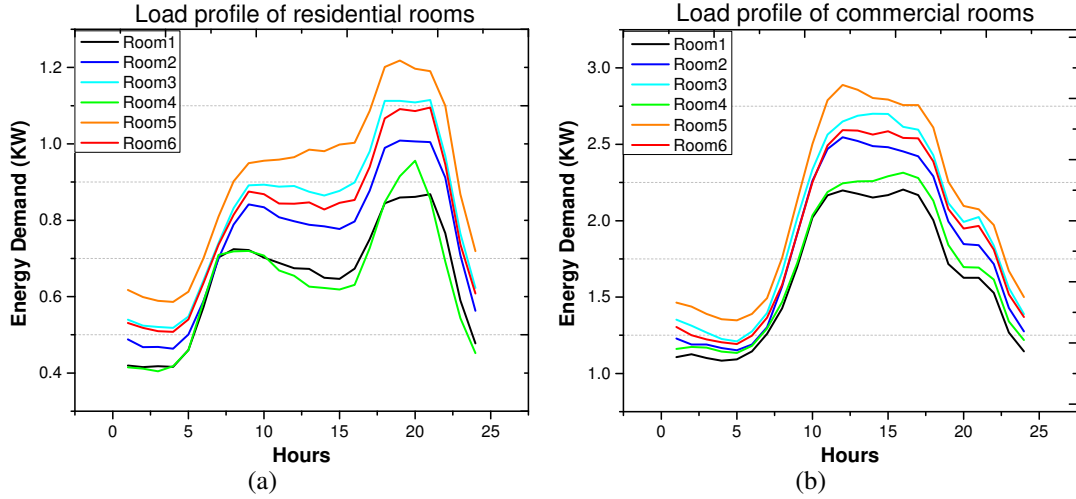 Load profile of residential rooms
Room1
Room2
Room3
Room4
Room5
Room6
1.2
1.0
0.8
0.6
0.4
Energy Demand (KW)
0 5 10 15 20 25
Hours
(a)
Load profile of commercial rooms
Room1
Room2
Room3
Room4
Room5
Room6
3.0
2.5
2.0
1.5
1.0
Energy Demand (KW)
0 5 10 15 20 25
Hours
(b)